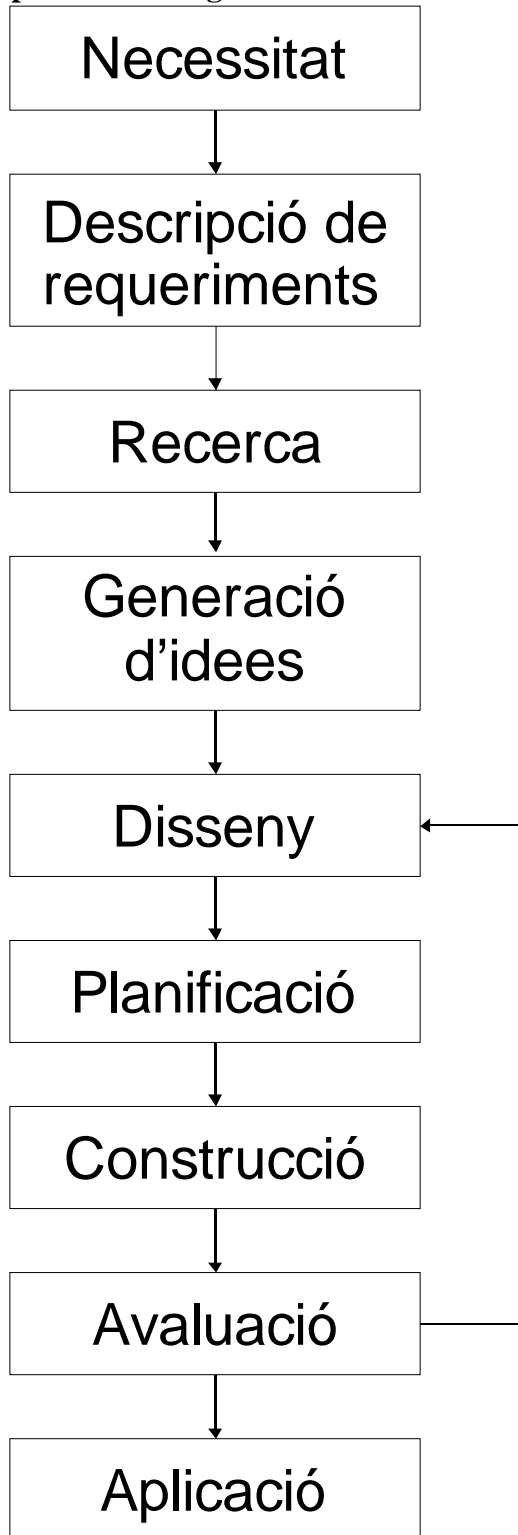 Necessitat
Descripció de
requeriments
Recerca
Generació
d’idees
Disseny
Planificació
Construcció
Avaluació
Aplicació